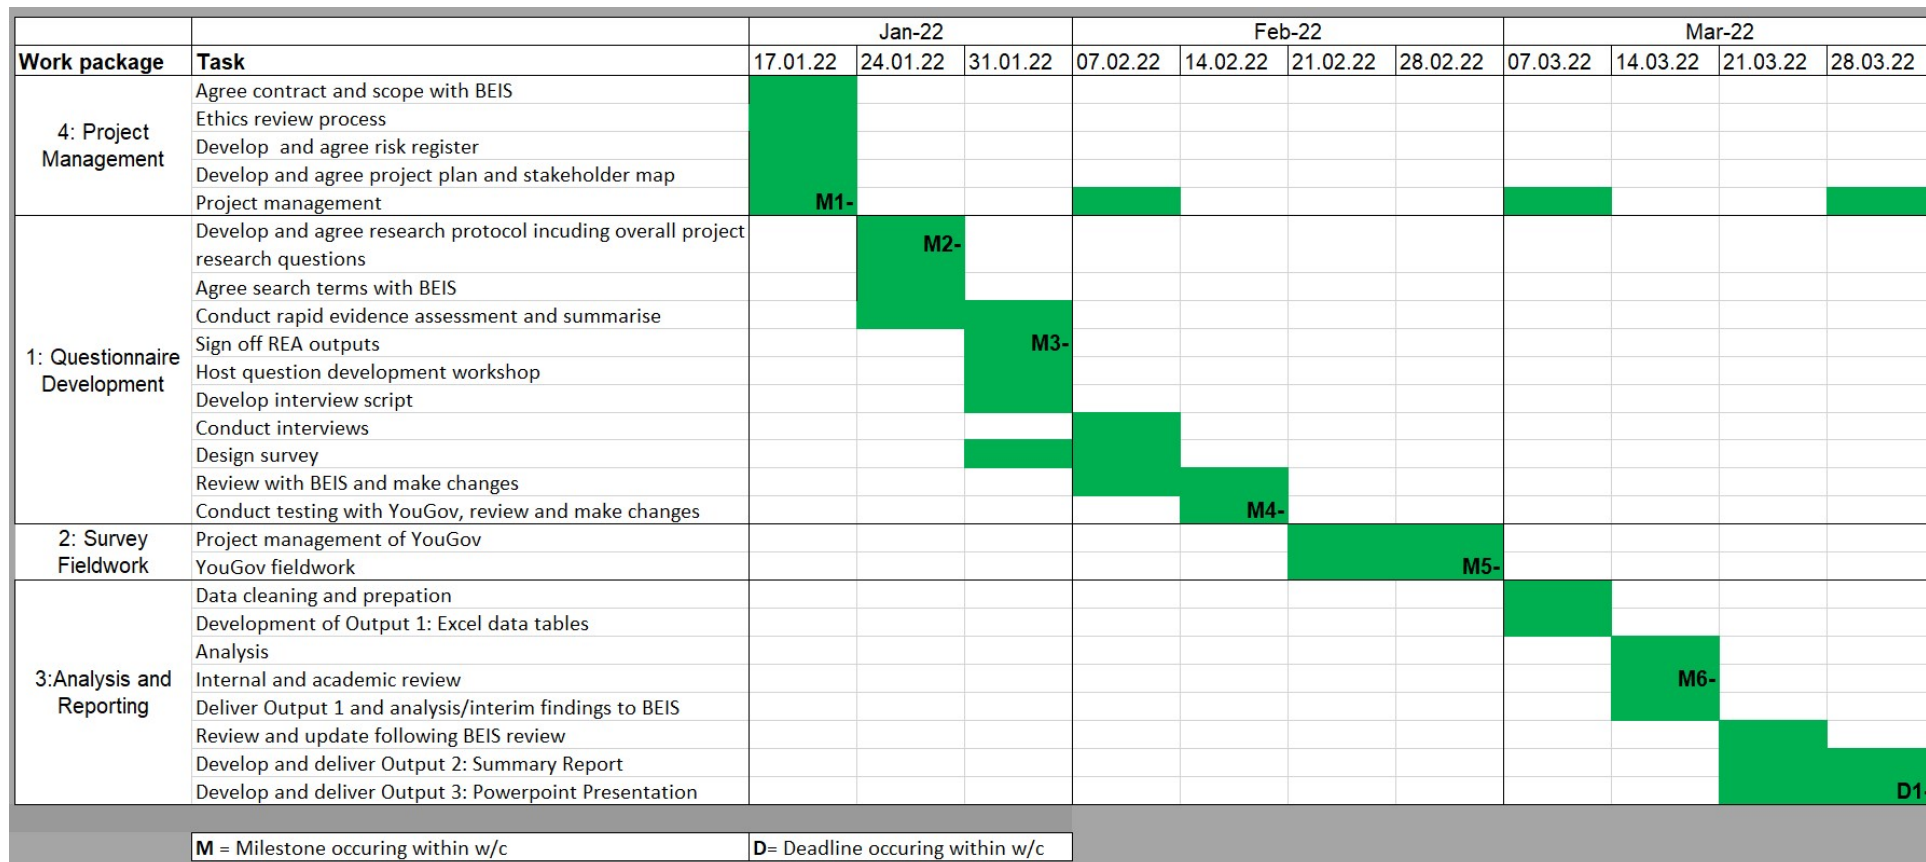 Jan-22 Feb-22 Mar-22
Work package Task 17.01.22 24.01.22 31.01.22 07.02.22 14.02.22 21.02.22 28.02.22 07.03.22 14.03.22 21.03.22 28.03.22
4: Project
Management
Agree contract and scope with BEIS
Ethics review process
Develop  and agree risk register
Develop and agree project plan and stakeholder map
Project management M1-
1: Questionnaire
Development
Develop and agree research protocol incuding overall project
research questions
M2-
Agree search terms with BEIS
Conduct rapid evidence assessment and summarise
Sign off REA outputs M3-
Host question development workshop
Develop interview script
Conduct interviews
Design survey
Review with BEIS and make changes
Conduct testing with YouGov, review and make changes M4-
2: Survey
Fieldwork
Project management of YouGov
YouGov fieldwork M5-
3:Analysis and
Reporting
Data cleaning and prepation
Development of Output 1: Excel data tables
Analysis
Internal and academic review M6-
Deliver Output 1 and analysis/interim findings to BEIS
Review and update following BEIS review
Develop and deliver Output 2: Summary Report
Develop and deliver Output 3: Powerpoint Presentation D1-
M = Milestone occuring within w/c D= Deadline occuring within w/c